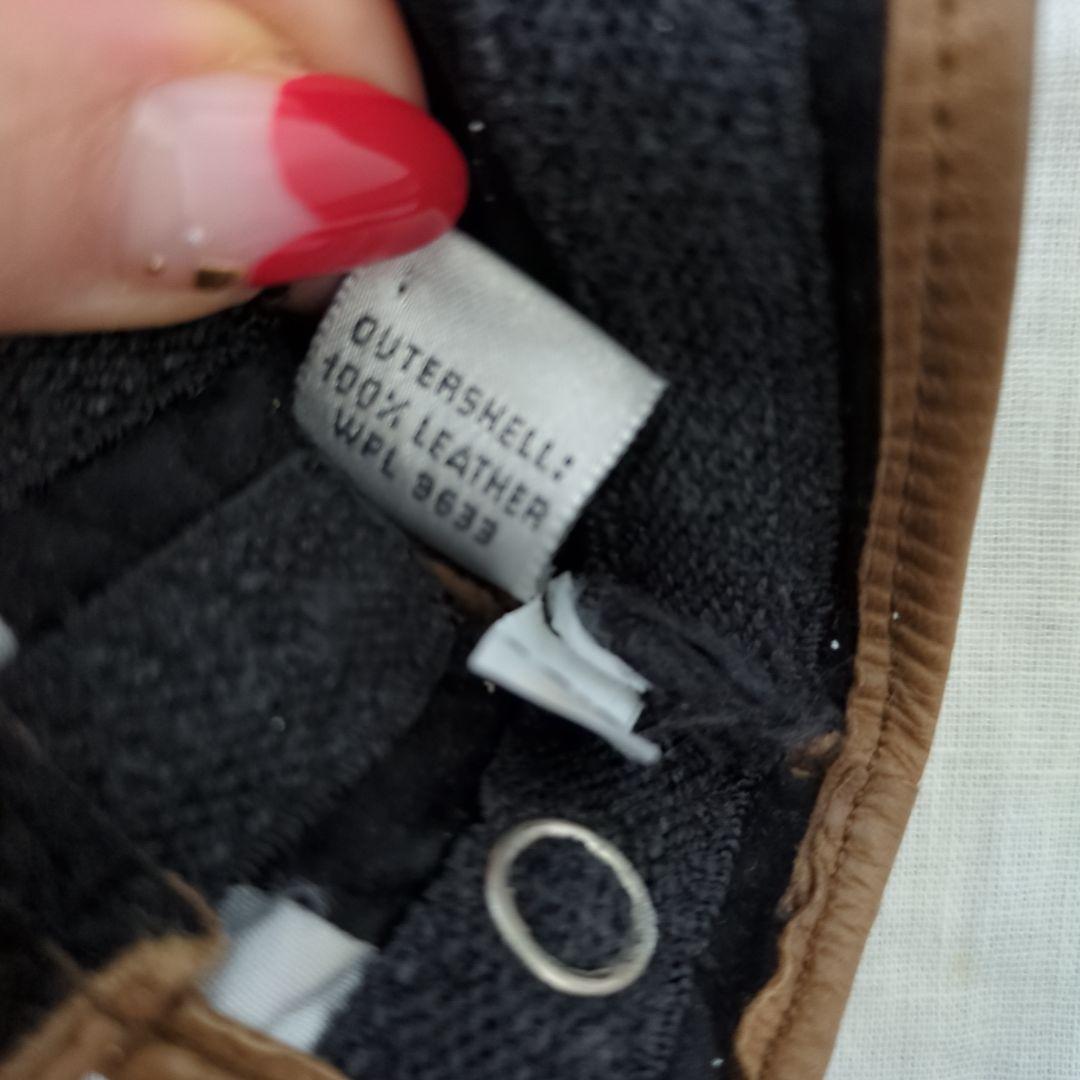 OUTERSHELL:
100% LEATHER
WPL 9633